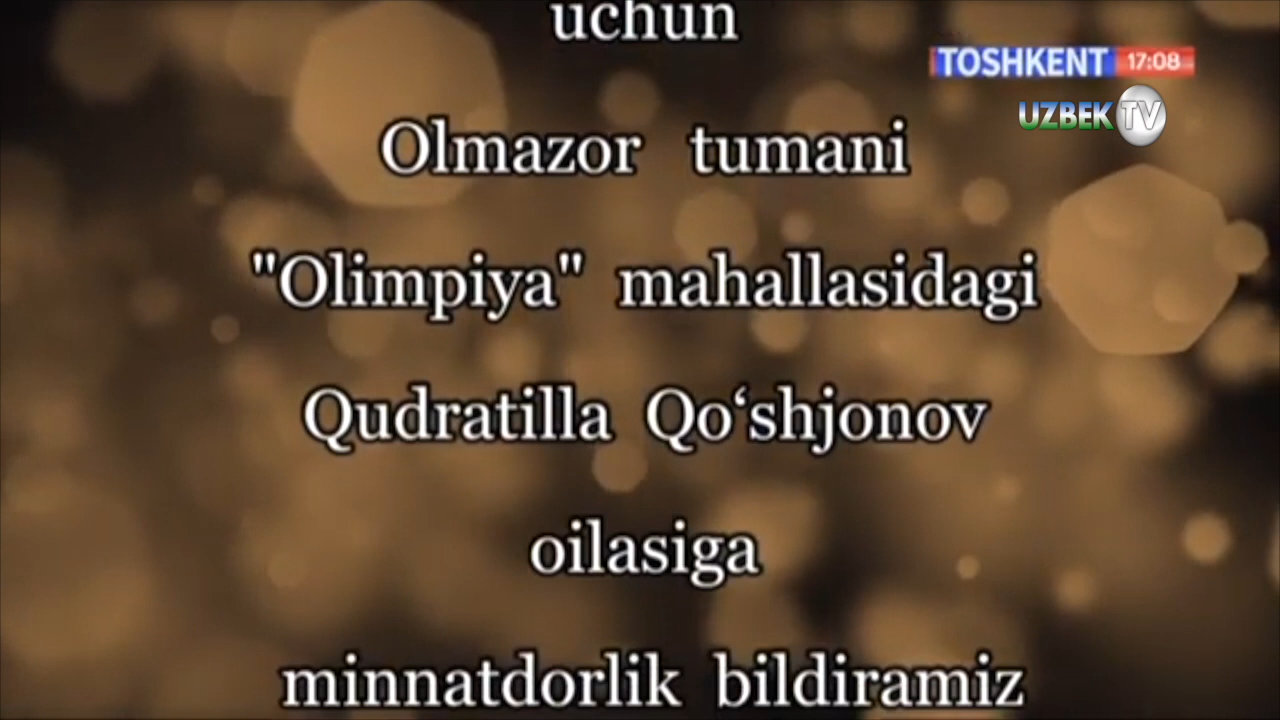 uchun
TOSHKENT 17:08
UZBEK TV
Olmazor tumani
"Olimpiya" mahallasidagi
Qudratilla Qo‘shjonov
oilasiga
minnatdorlik bildiramiz